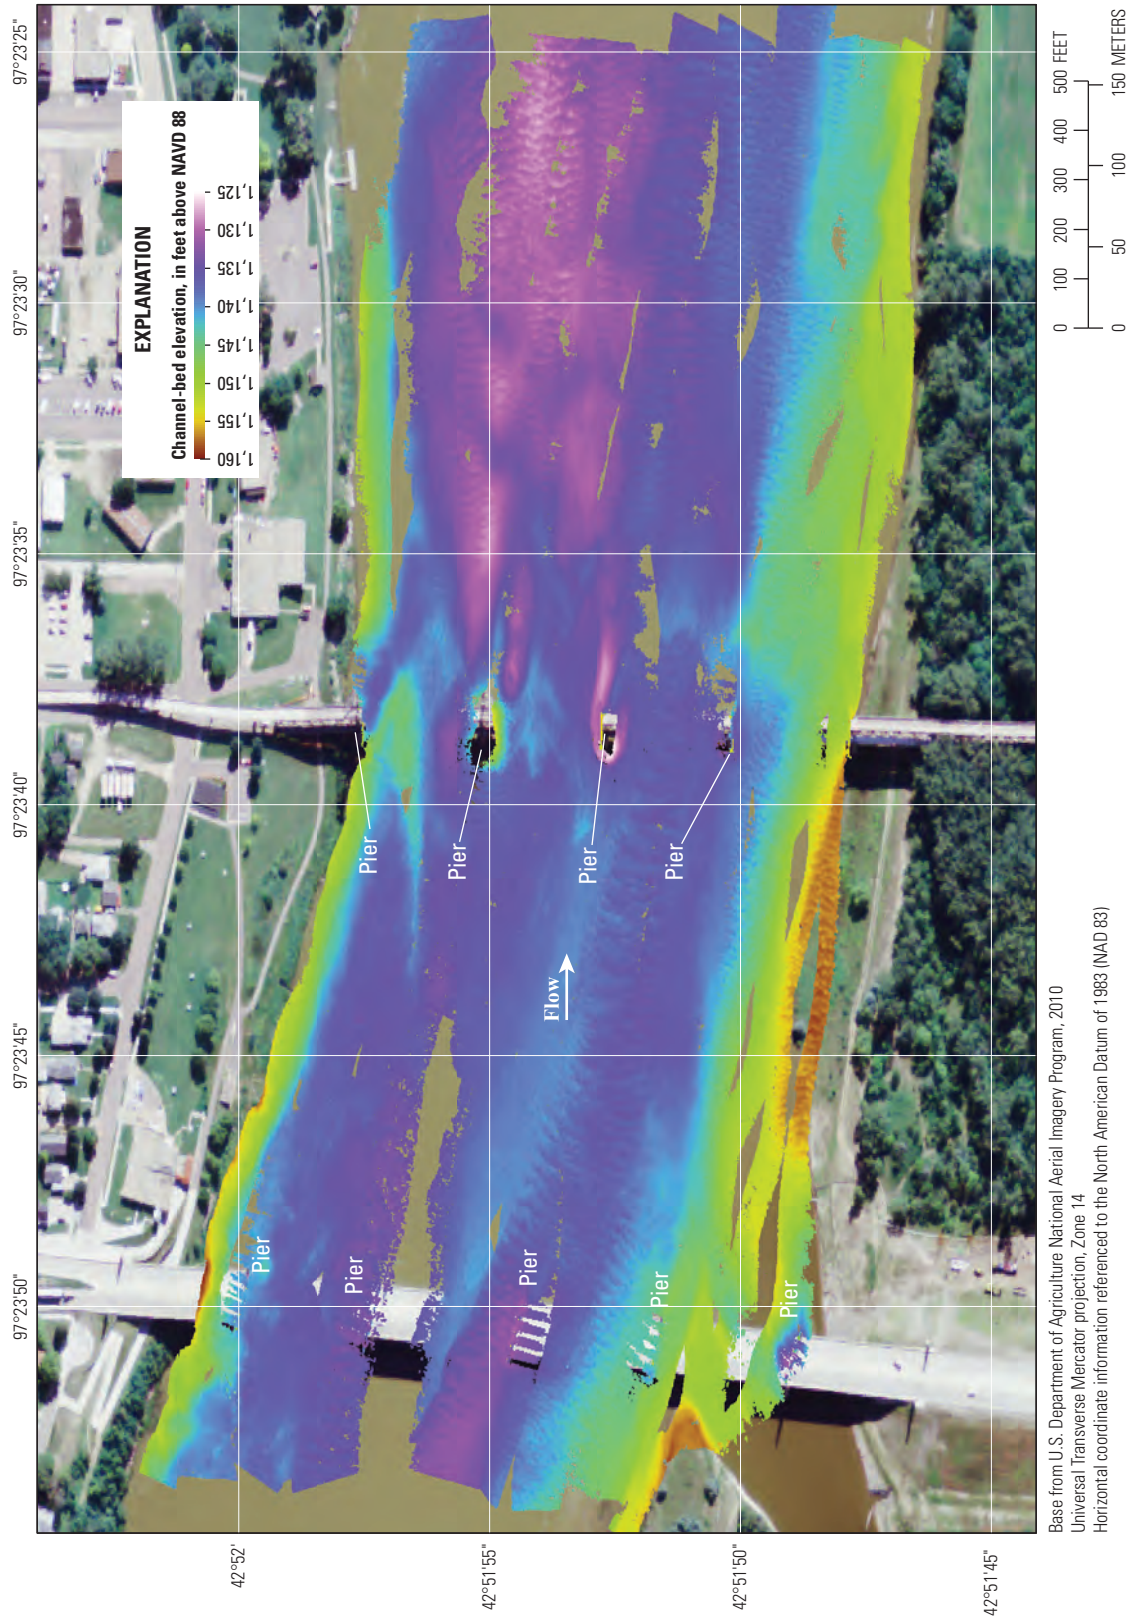 97°23'50"
97°23'45"
97°23'40"
97°23'35"
97°23'30"
97°23'25"
42°52'
42°51'55"
42°51'50"
42°51'45"
EXPLANATION
Channel-bed elevation, in feet above NAVD 88
1,160
1,155
1,150
1,145
1,140
1,135
1,130
1,125
Pier
Pier
Pier
Pier
Pier
Flow
Pier
Pier
Pier
Pier
0 100 200 300 400 500 FEET
0 50 100 150 METERS
Base from U.S. Department of Agriculture National Aerial Imagery Program, 2010
Universal Transverse Mercator projection, Zone 14
Horizontal coordinate information referenced to the North American Datum of 1983 (NAD 83)